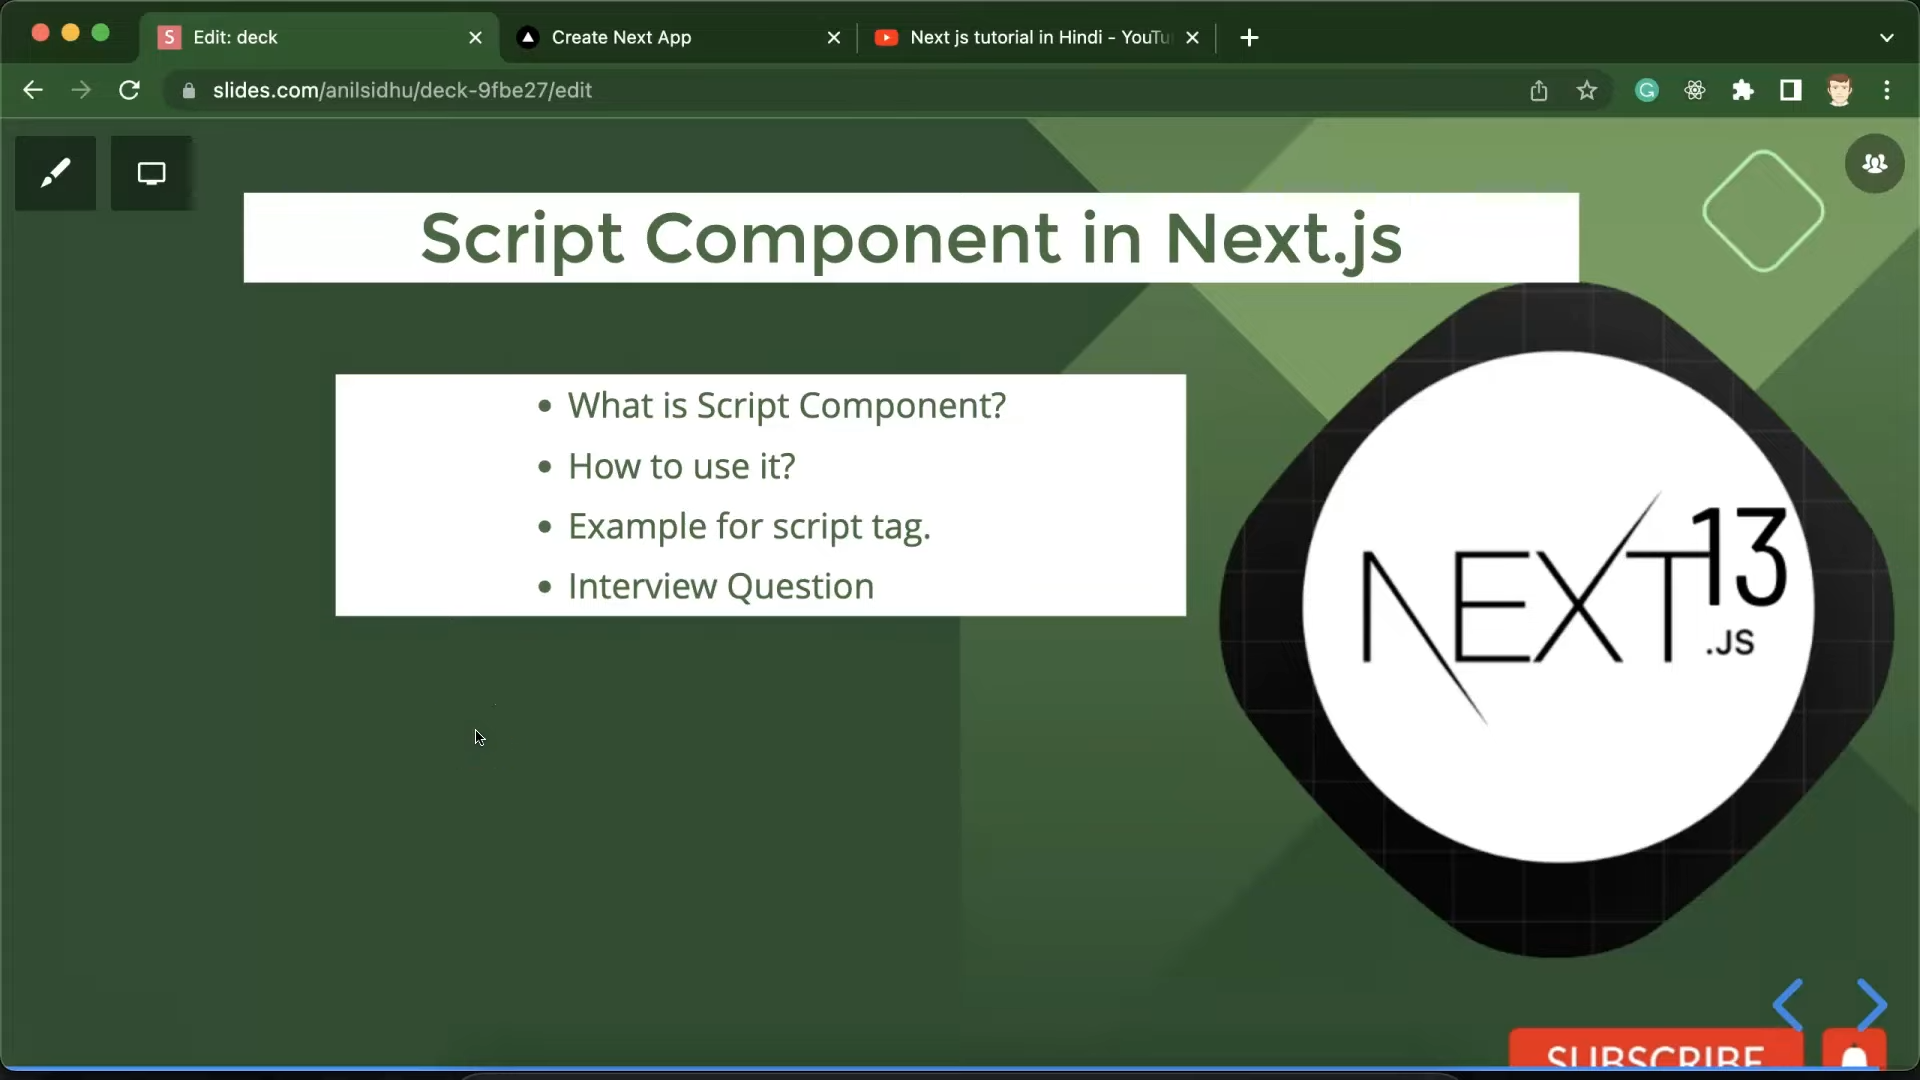 S Edit: deck
Create Next App
Next js tutorial in Hindi - YouTu
slides.com/anilsidhu/deck-9fbe27/edit
Script Component in Next.js
• What is Script Component?
• How to use it?
• Example for script tag.
• Interview Question
NEXT13
.JS
SUBSCRIBE